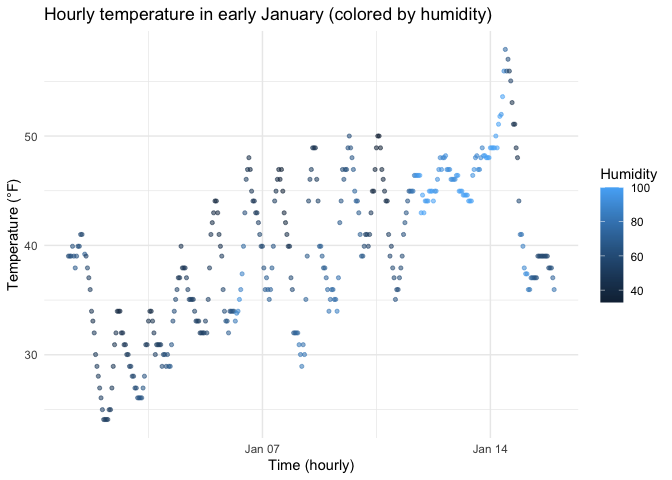 Hourly temperature in early January (colored by humidity)
50
40
30
Temperature (°F)
Jan 07
Jan 14
Time (hourly)
Humidity
100
80
60
40